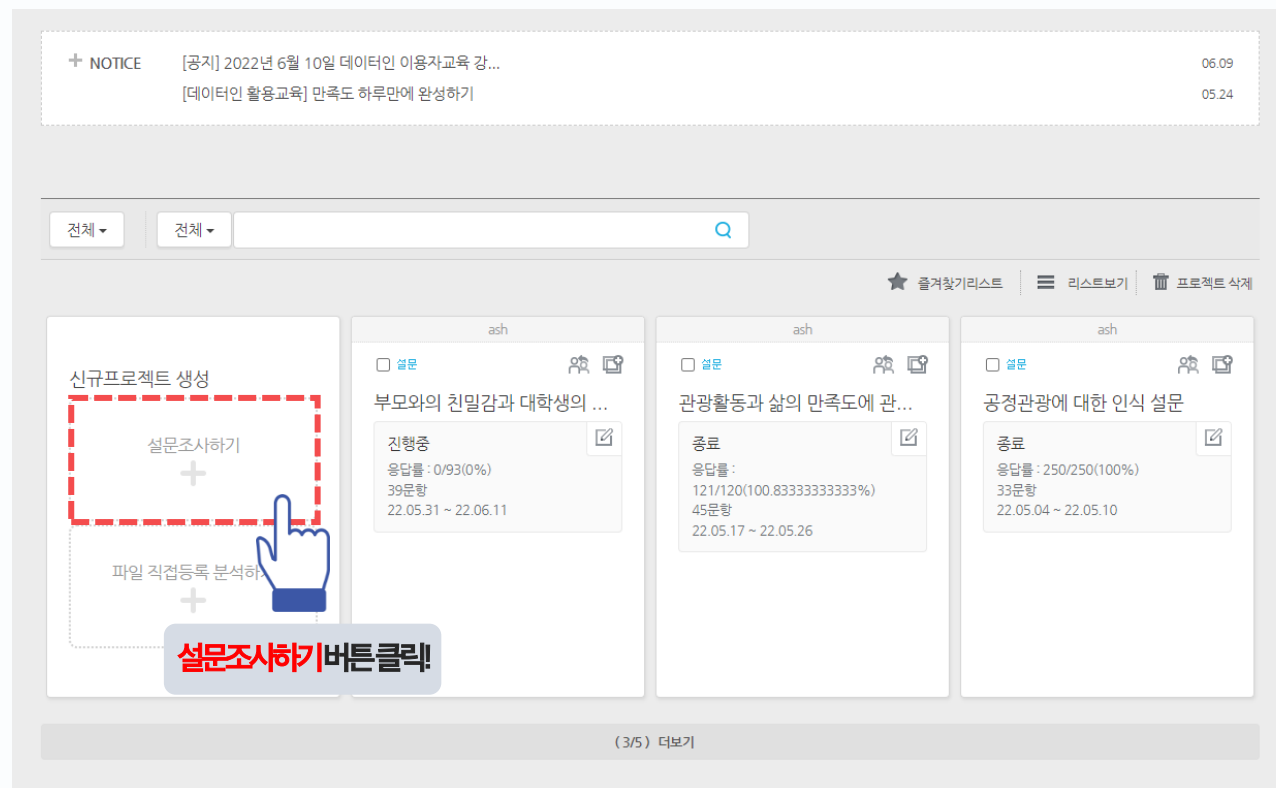 NOTICE
[공지] 2022년 6월 10일 데이터인 이용자교육 강...
06.09
[데이터인 활용교육] 만족도 하루만에 완성하기
05.24
전체
전체
즐겨찾기리스트
리스트보기
프로젝트 삭제
신규프로젝트 생성
설문조사하기
파일 직접등록 분석하
설문조사하기 버튼 클릭!
ash
설문
부모와의 친밀감과 대학생의 ...
진행중
응답률 : 0/93(0%)
39문항
22.05.31 ~ 22.06.11
ash
설문
관광활동과 삶의 만족도에 관...
종료
응답률 :
121/120(100.83333333333%)
45문항
22.05.17 ~ 22.05.26
ash
설문
공정관광에 대한 인식 설문
종료
응답률 : 250/250(100%)
33문항
22.05.04 ~ 22.05.10
( 3/5 ) 더보기